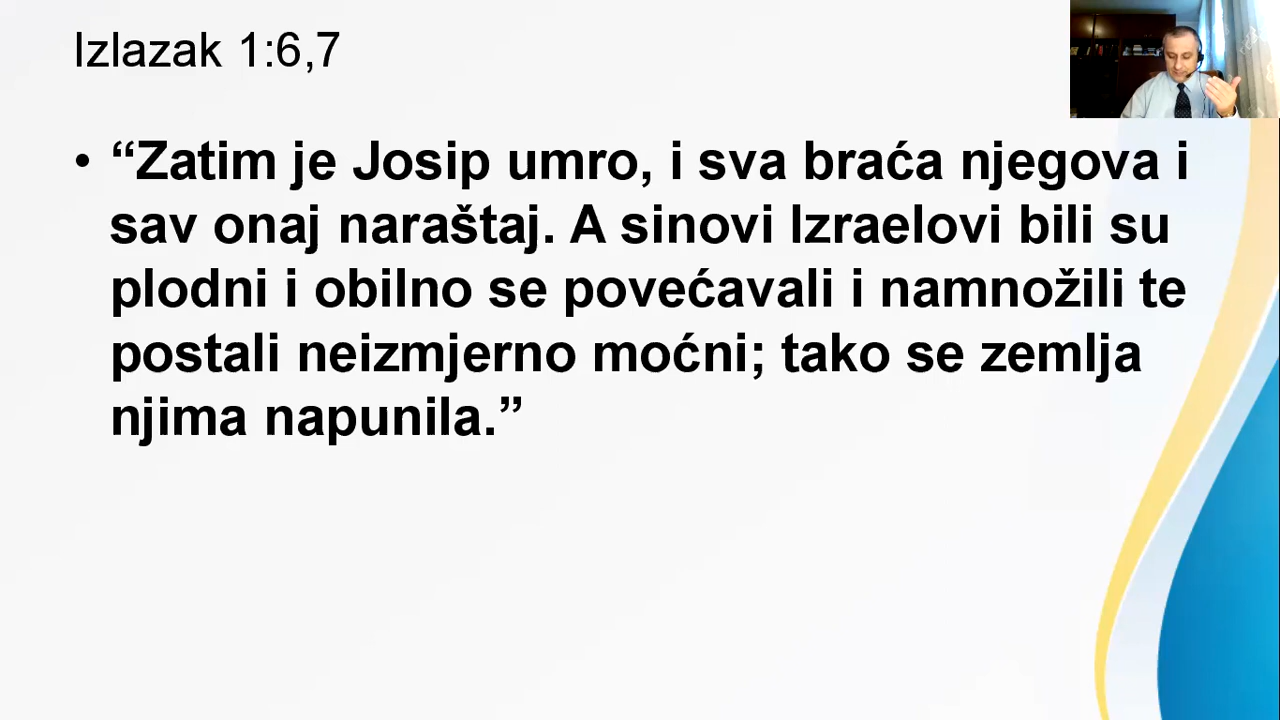 Izlazak 1:6,7
• “Zatim je Josip umro, i sva braća njegova i
sav onaj naraštaj. A sinovi Izraelovi bili su
plodni i obilno se povećavali i namnožili te
postali neizmjerno moćni; tako se zemlja
njima napunila.”